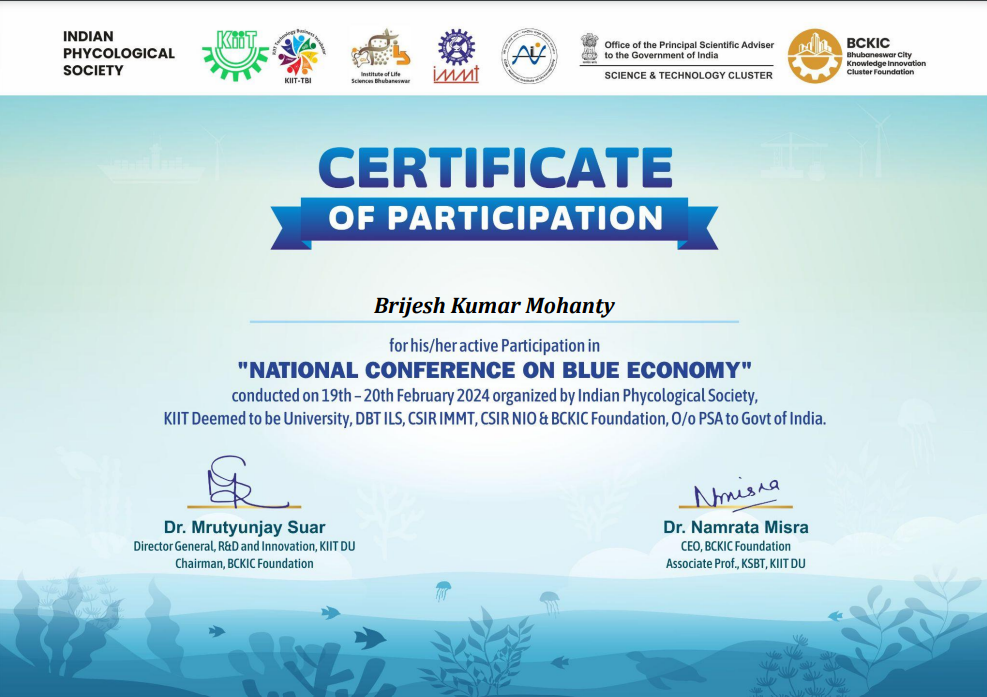 INDIAN
PHYCOLOGICAL
SOCIETY
KiiT
KIIT Technology Business Incubator
KIIT-TBI
Institute of Life
Sciences Bhubaneswar
immt
Office of the Principal Scientific Adviser
to the Government of India
SCIENCE & TECHNOLOGY CLUSTER
BCKIC
Bhubaneswar City
Knowledge Innovation
Cluster Foundation
CERTIFICATE
OF PARTICIPATION
Brijesh Kumar Mohanty
for his/her active Participation in
"NATIONAL CONFERENCE ON BLUE ECONOMY"
conducted on 19th – 20th February 2024 organized by Indian Phycological Society,
KIIT Deemed to be University, DBT ILS, CSIR IMMT, CSIR NIO & BCKIC Foundation, O/o PSA to Govt of India.
Nmisra
Dr. Mrutyunjay Suar
Director General, R&D and Innovation, KIIT DU
Chairman, BCKIC Foundation
Dr. Namrata Misra
CEO, BCKIC Foundation
Associate Prof., KSBT, KIIT DU